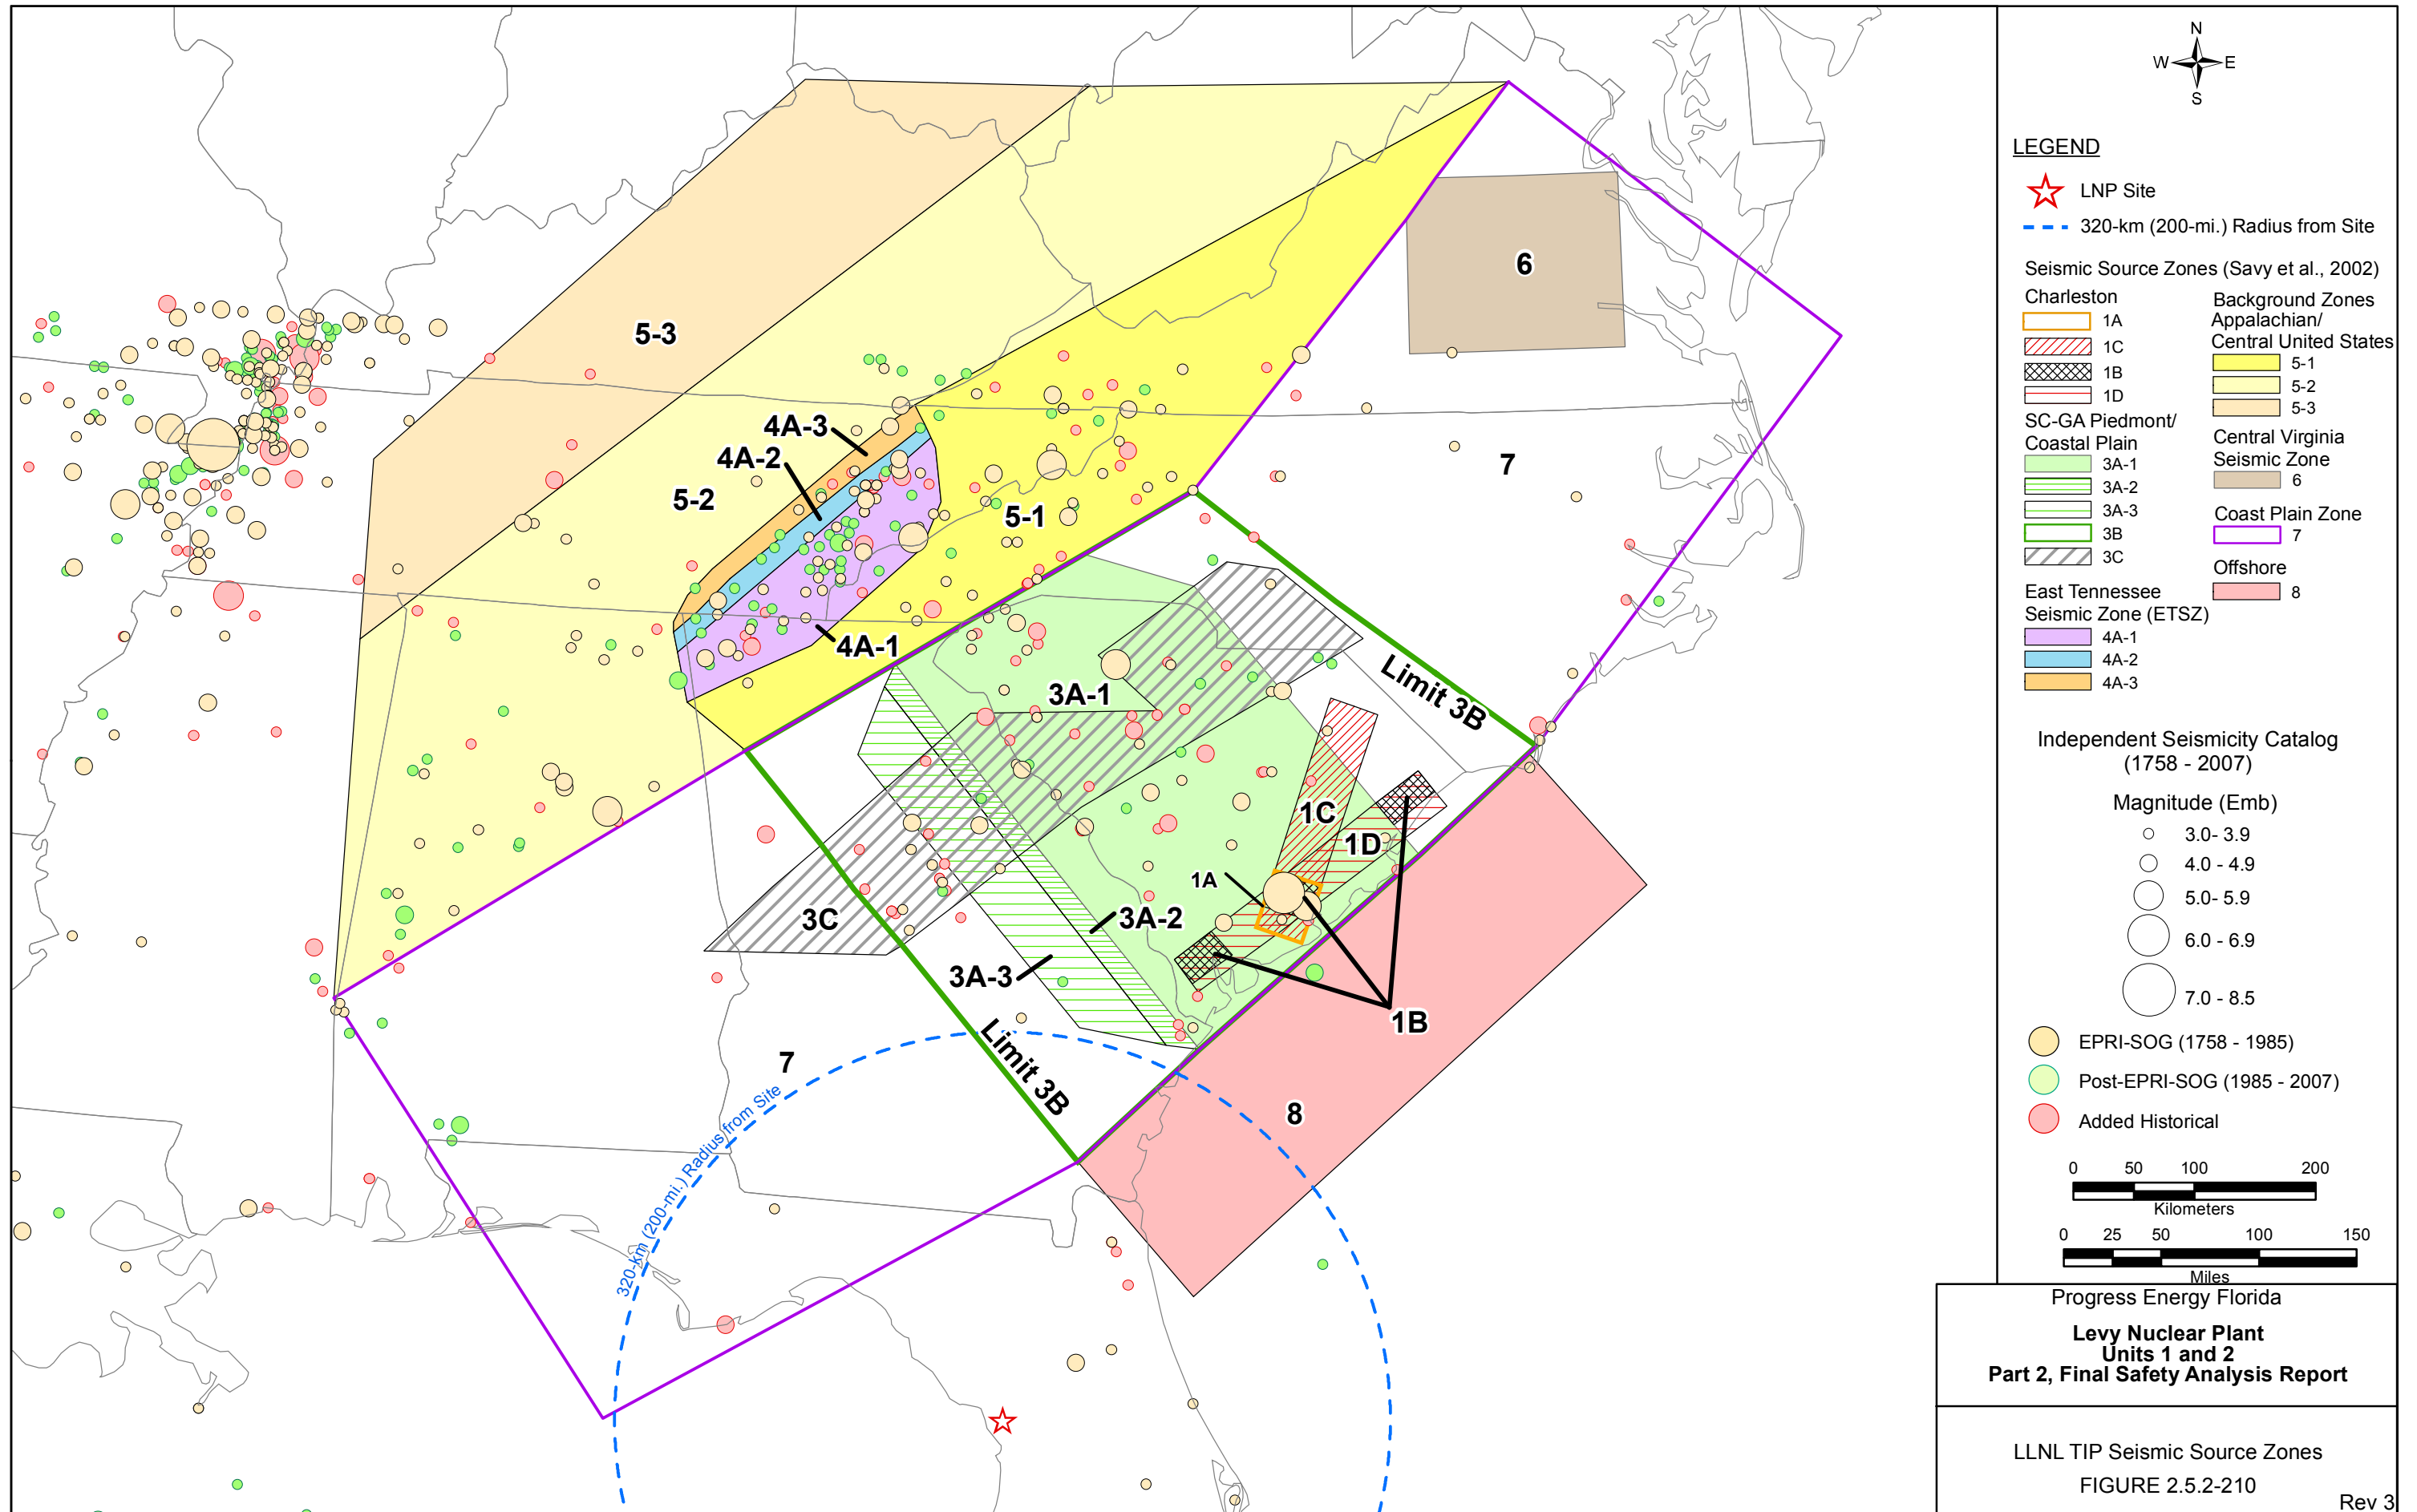 5-3
5-2
5-1
4A-3
4A-2
4A-1
6
7
3A-1
Limit 3B
1C
1D
1A
3C
3A-2
3A-3
1B
Limit 3B
7
8
320-km (200-mi.) Radius from Site
N
W E
S
LEGEND
LNP Site
320-km (200-mi.) Radius from Site
Seismic Source Zones (Savy et al., 2002)
Charleston
1A
1C
1B
1D
SC-GA Piedmont/
Coastal Plain
3A-1
3A-2
3A-3
3B
3C
East Tennessee
Seismic Zone (ETSZ)
4A-1
4A-2
4A-3
Background Zones
Appalachian/
Central United States
5-1
5-2
5-3
Central Virginia
Seismic Zone
6
Coast Plain Zone
7
Offshore
8
Independent Seismicity Catalog
(1758 - 2007)
Magnitude (Emb)
3.0- 3.9
4.0 - 4.9
5.0- 5.9
6.0 - 6.9
7.0 - 8.5
EPRI-SOG (1758 - 1985)
Post-EPRI-SOG (1985 - 2007)
Added Historical
0 50 100 200
Kilometers
0 25 50 100 150
Miles
Progress Energy Florida
Levy Nuclear Plant
Units 1 and 2
Part 2, Final Safety Analysis Report
LLNL TIP Seismic Source Zones
FIGURE 2.5.2-210
Rev 3